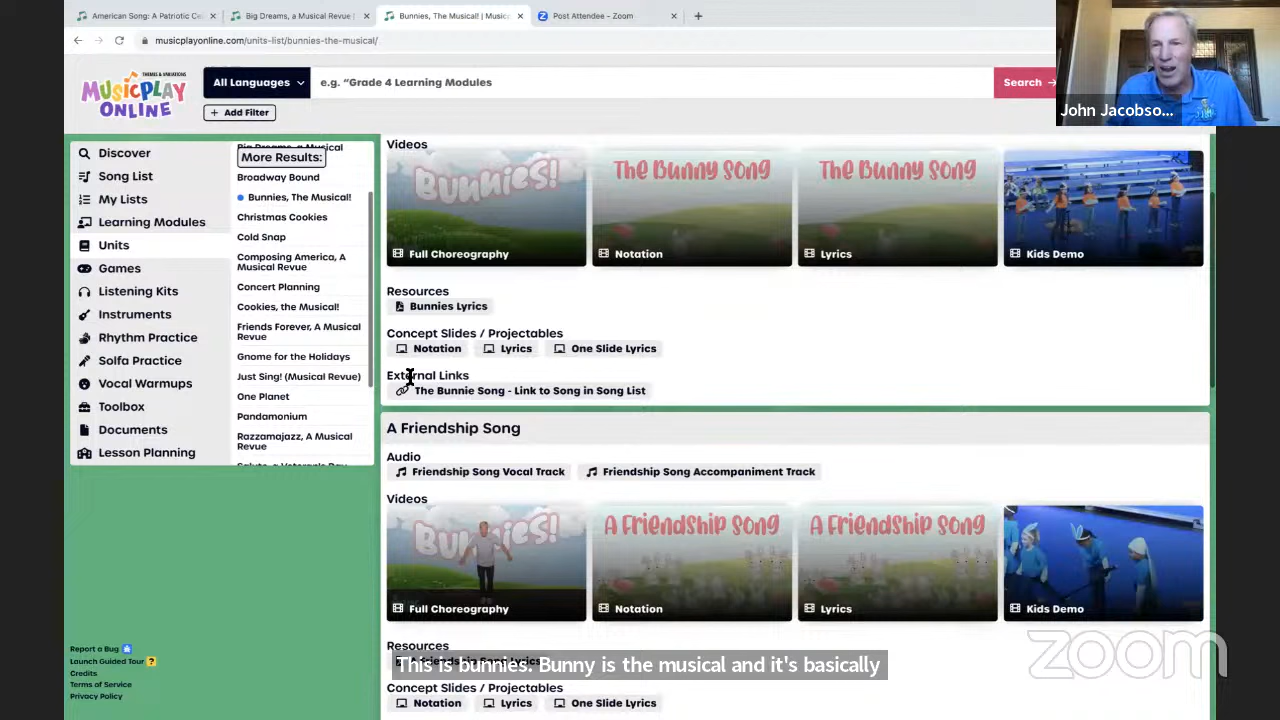 American Song: A Patriotic Ce
Big Dreams, a Musical Revue |
Bunnies, The Musical! | Music
Post Attendee - Zoom
musicplayonline.com/units-list/bunnies-the-musical/
THEMES & VARIATIONS
MUSICPLAY
ONLINE
All Languages
e.g. “Grade 4 Learning Modules
Search
Add Filter
John Jacobso...
Discover
Song List
My Lists
Learning Modules
Units
Games
Listening Kits
Instruments
Rhythm Practice
Solfa Practice
Vocal Warmups
Toolbox
Documents
Lesson Planning
Big Dreams, a Musical
More Results:
Broadway Bound
Bunnies, The Musical!
Christmas Cookies
Cold Snap
Composing America, A
Musical Revue
Concert Planning
Cookies, the Musical!
Friends Forever, A Musical
Revue
Gnome for the Holidays
Just Sing! (Musical Revue)
One Planet
Pandamonium
Razzamajazz, A Musical
Revue
Salute, a Veteran's Day
Videos
Bunnies!
Full Choreography
The Bunny Song
Notation
The Bunny Song
Lyrics
Kids Demo
Resources
Bunnies Lyrics
Concept Slides / Projectables
Notation
Lyrics
One Slide Lyrics
External Links
The Bunnie Song - Link to Song in Song List
A Friendship Song
Audio
Friendship Song Vocal Track
Friendship Song Accompaniment Track
Videos
Bunnies!
Full Choreography
A Friendship Song
Notation
A Friendship Song
Lyrics
Kids Demo
Resources
This is bunnies. Bunny is the musical and it's basically
Concept Slides / Projectables
Notation
Lyrics
One Slide Lyrics
Report a Bug
Launch Guided Tour ?
Credits
Terms of Service
Privacy Policy
zoom